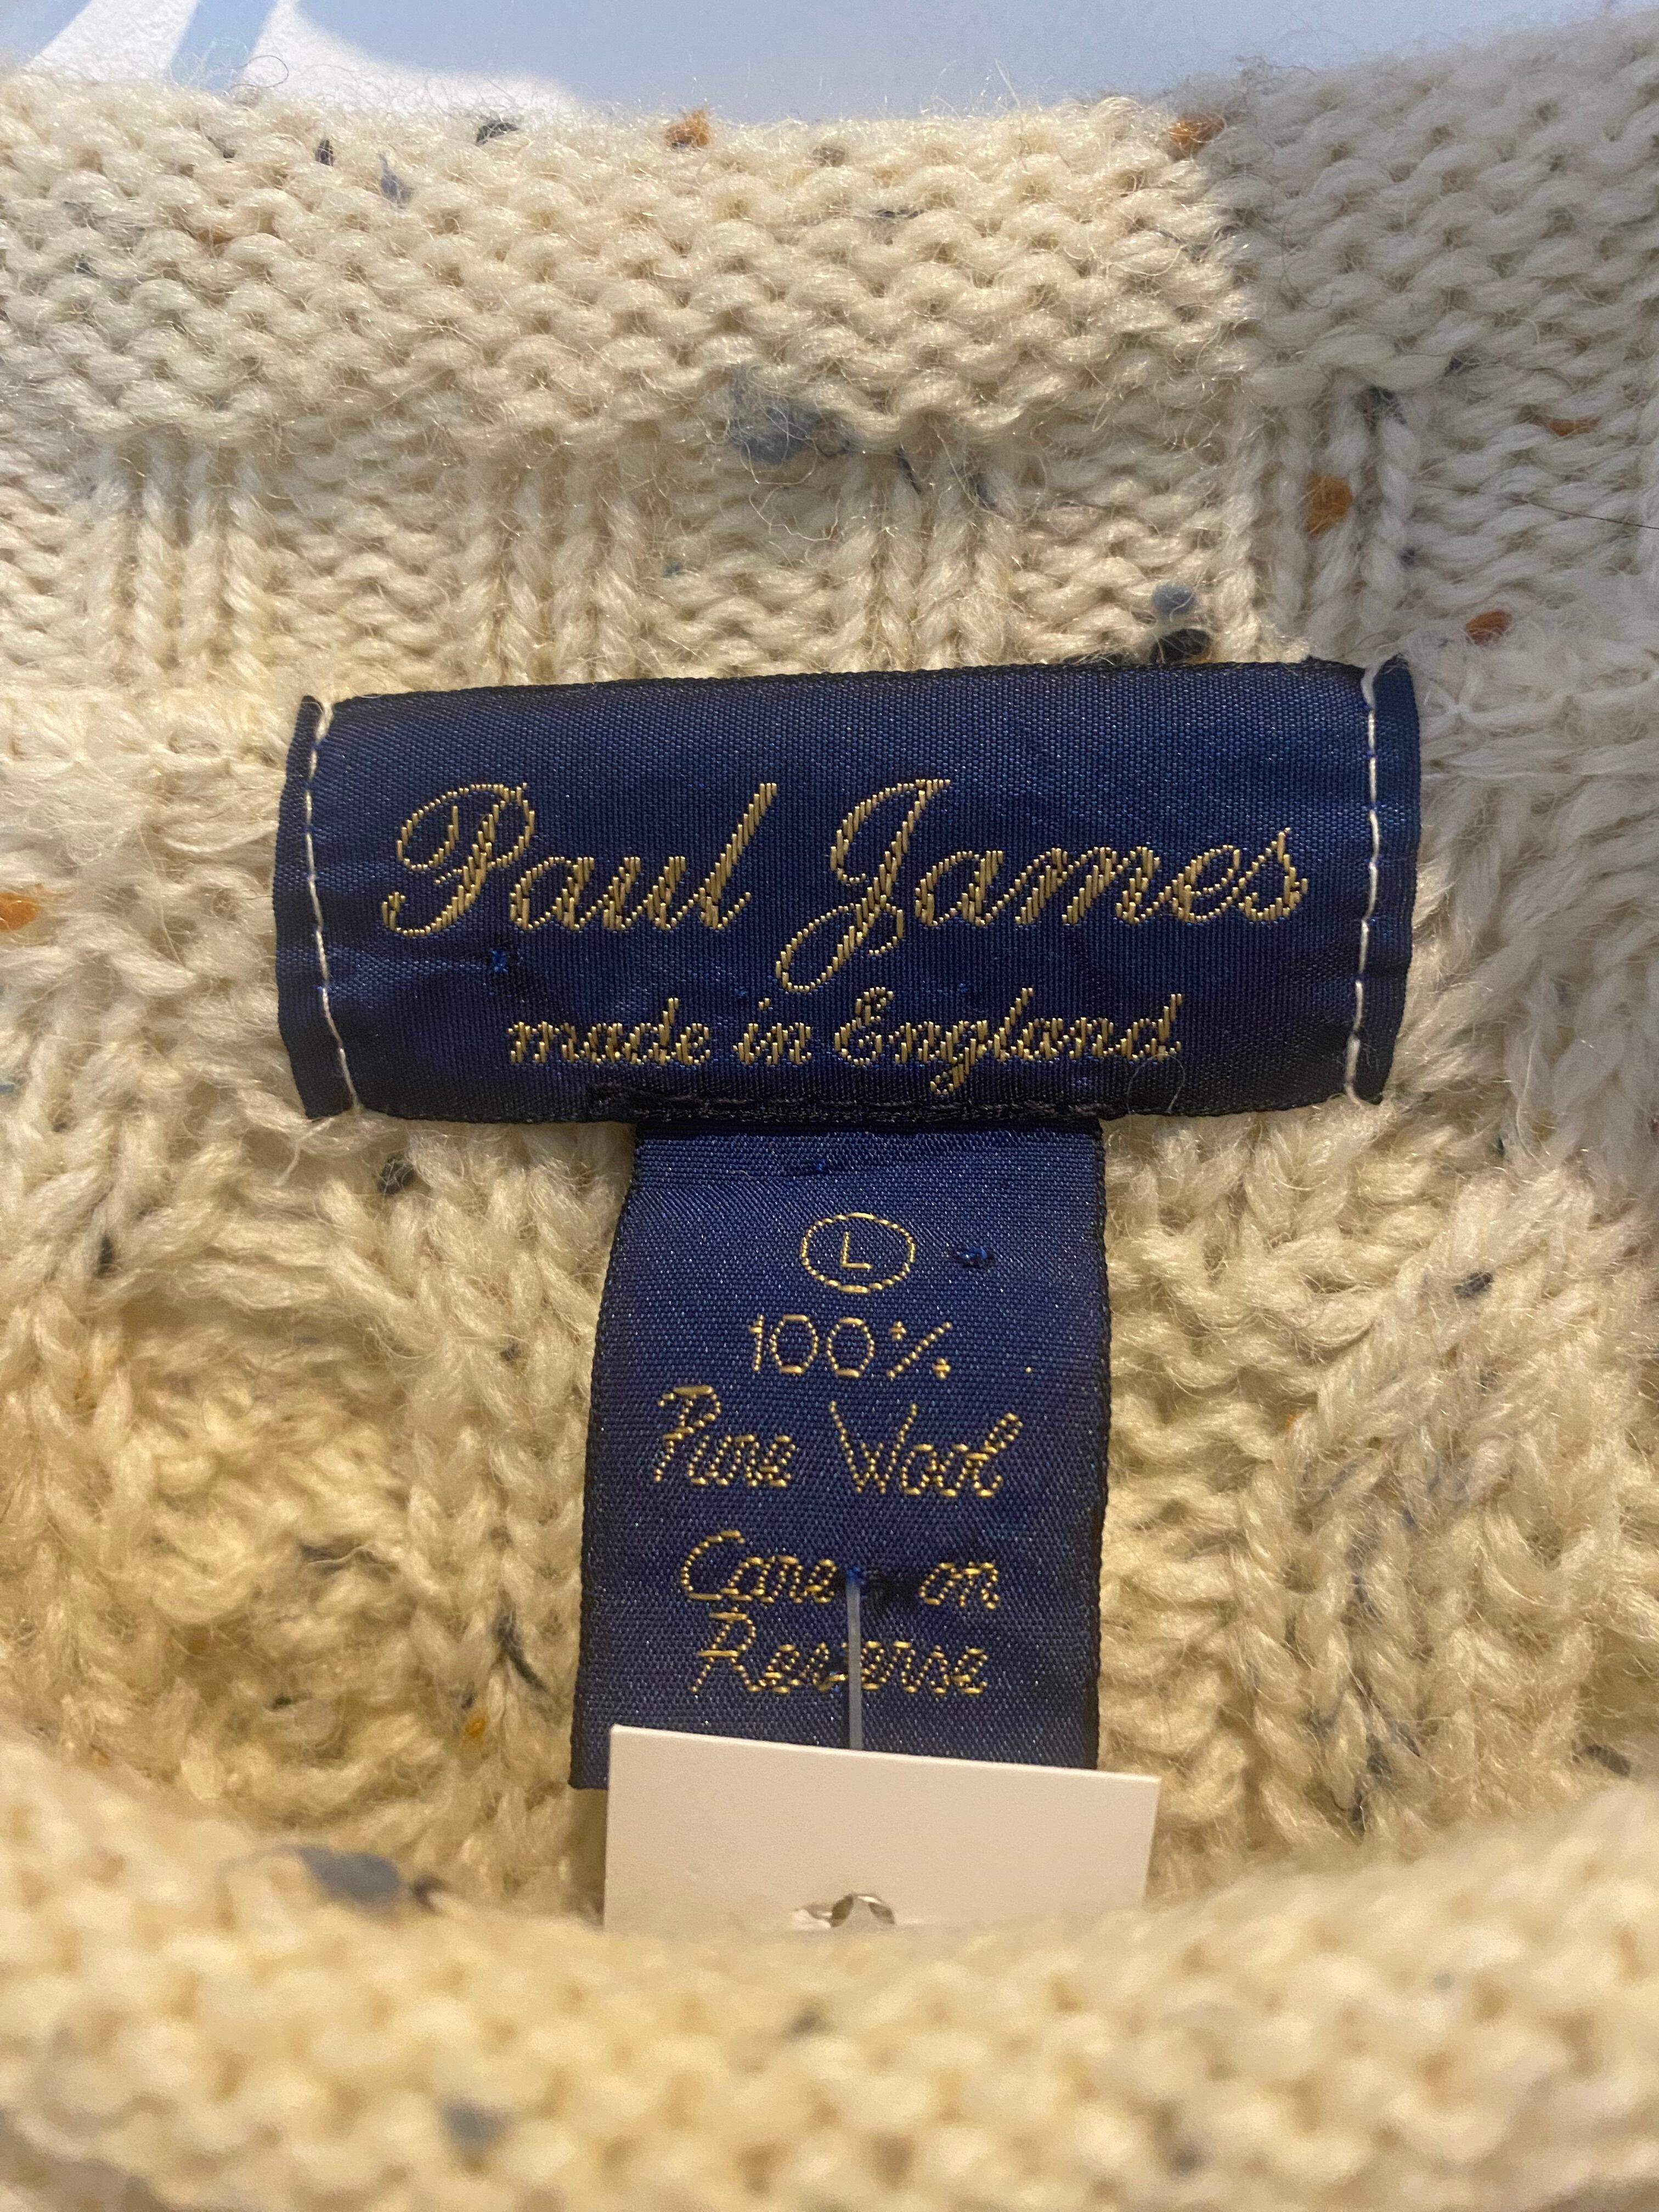 Paul James
made in England
L
100%
Pure Wool
Care on
Reverse